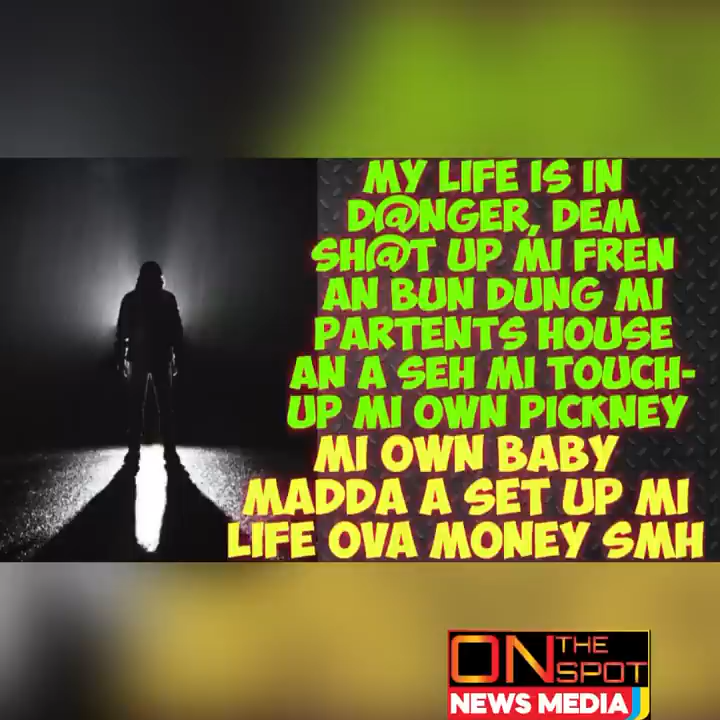 MY LIFE IS IN
D@NGER, DEM
SH@T UP MI FREN
AN BUN DUNG MI
PARTENTS HOUSE
AN A SEH MI TOUCH-
UP MI OWN PICKNEY
MI OWN BABY
MADDA A SET UP MI
LIFE OVA MONEY SMH
ON THE SPOT
NEWS MEDIA